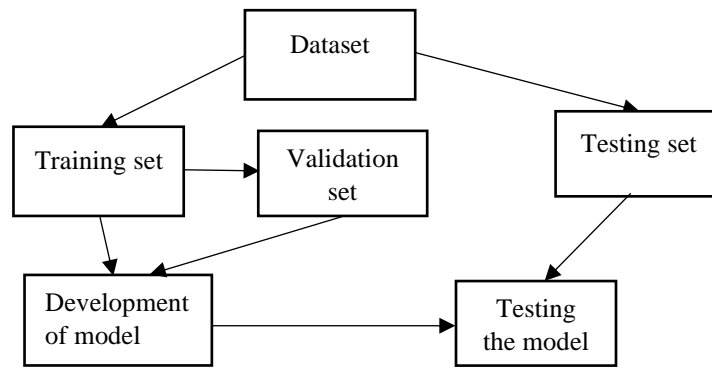 Dataset
Training set
Validation
set
Testing set
Development
of model
Testing
the model